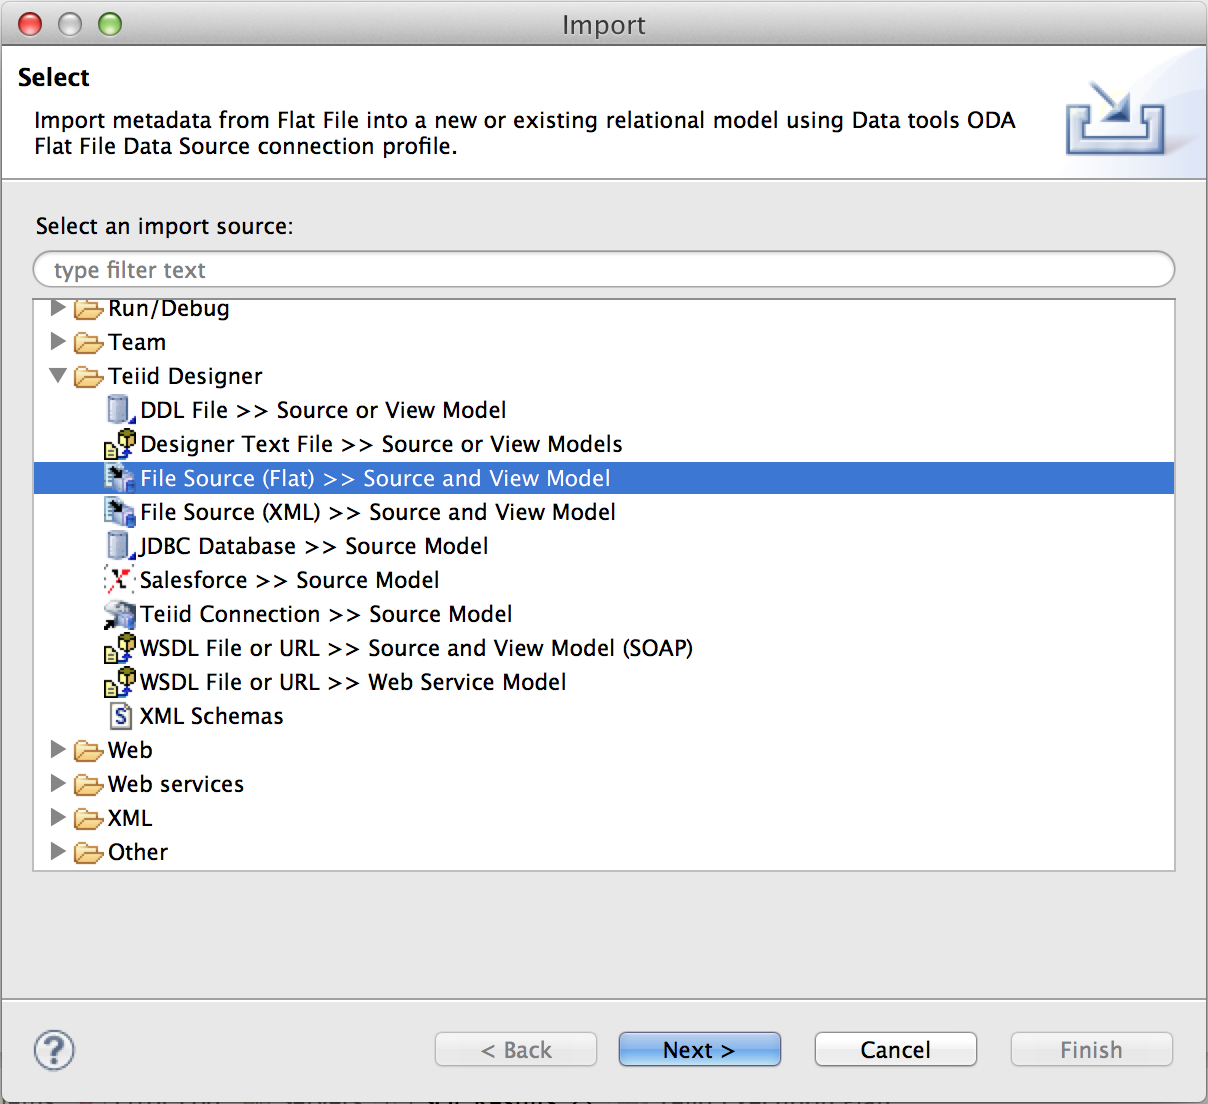 Import
Select
Import metadata from Flat File into a new or existing relational model using Data tools ODA
Flat File Data Source connection profile.
Select an import source:
type filter text
Run/Debug
Team
Teiid Designer
DDL File >> Source or View Model
Designer Text File >> Source or View Models
File Source (Flat) >> Source and View Model
File Source (XML) >> Source and View Model
JDBC Database >> Source Model
Salesforce >> Source Model
Teiid Connection >> Source Model
WSDL File or URL >> Source and View Model (SOAP)
WSDL File or URL >> Web Service Model
XML Schemas
Web
Web services
XML
Other
? < Back Next > Cancel Finish